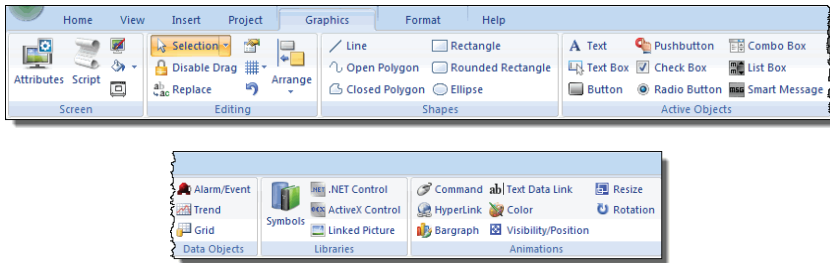 Home View Insert Project Graphics Format Help
Selection Line Rectangle Text Pushbutton Combo Box
Attributes Script Disable Drag Arrange Open Polygon Rounded Rectangle Text Box Check Box List Box
Replace Closed Polygon Ellipse Button Radio Button Smart Message
Screen Editing Shapes Active Objects
Alarm/Event .NET Control Command ab Text Data Link Resize
Trend Symbols ActiveX Control HyperLink Color Rotation
Grid Linked Picture Bargraph Visibility/Position
Data Objects Libraries Animations